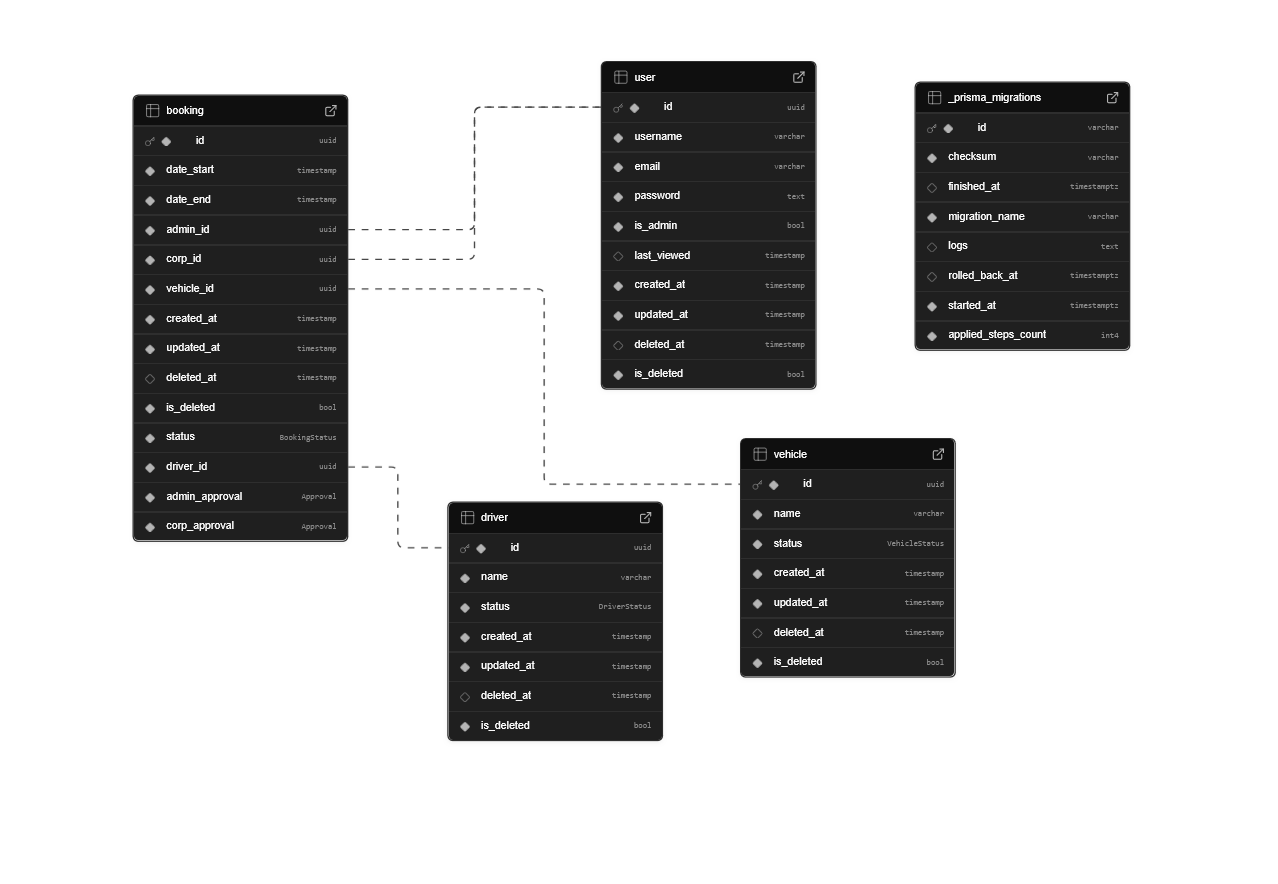 booking
id uuid
date_start timestamp
date_end timestamp
admin_id uuid
corp_id uuid
vehicle_id uuid
created_at timestamp
updated_at timestamp
deleted_at timestamp
is_deleted bool
status BookingStatus
driver_id uuid
admin_approval Approval
corp_approval Approval
user
id uuid
username varchar
email varchar
password text
is_admin bool
last_viewed timestamp
created_at timestamp
updated_at timestamp
deleted_at timestamp
is_deleted bool
_prisma_migrations
id varchar
checksum varchar
finished_at timestamptz
migration_name varchar
logs text
rolled_back_at timestamptz
started_at timestamptz
applied_steps_count int4
driver
id uuid
name varchar
status DriverStatus
created_at timestamp
updated_at timestamp
deleted_at timestamp
is_deleted bool
vehicle
id uuid
name varchar
status VehicleStatus
created_at timestamp
updated_at timestamp
deleted_at timestamp
is_deleted bool